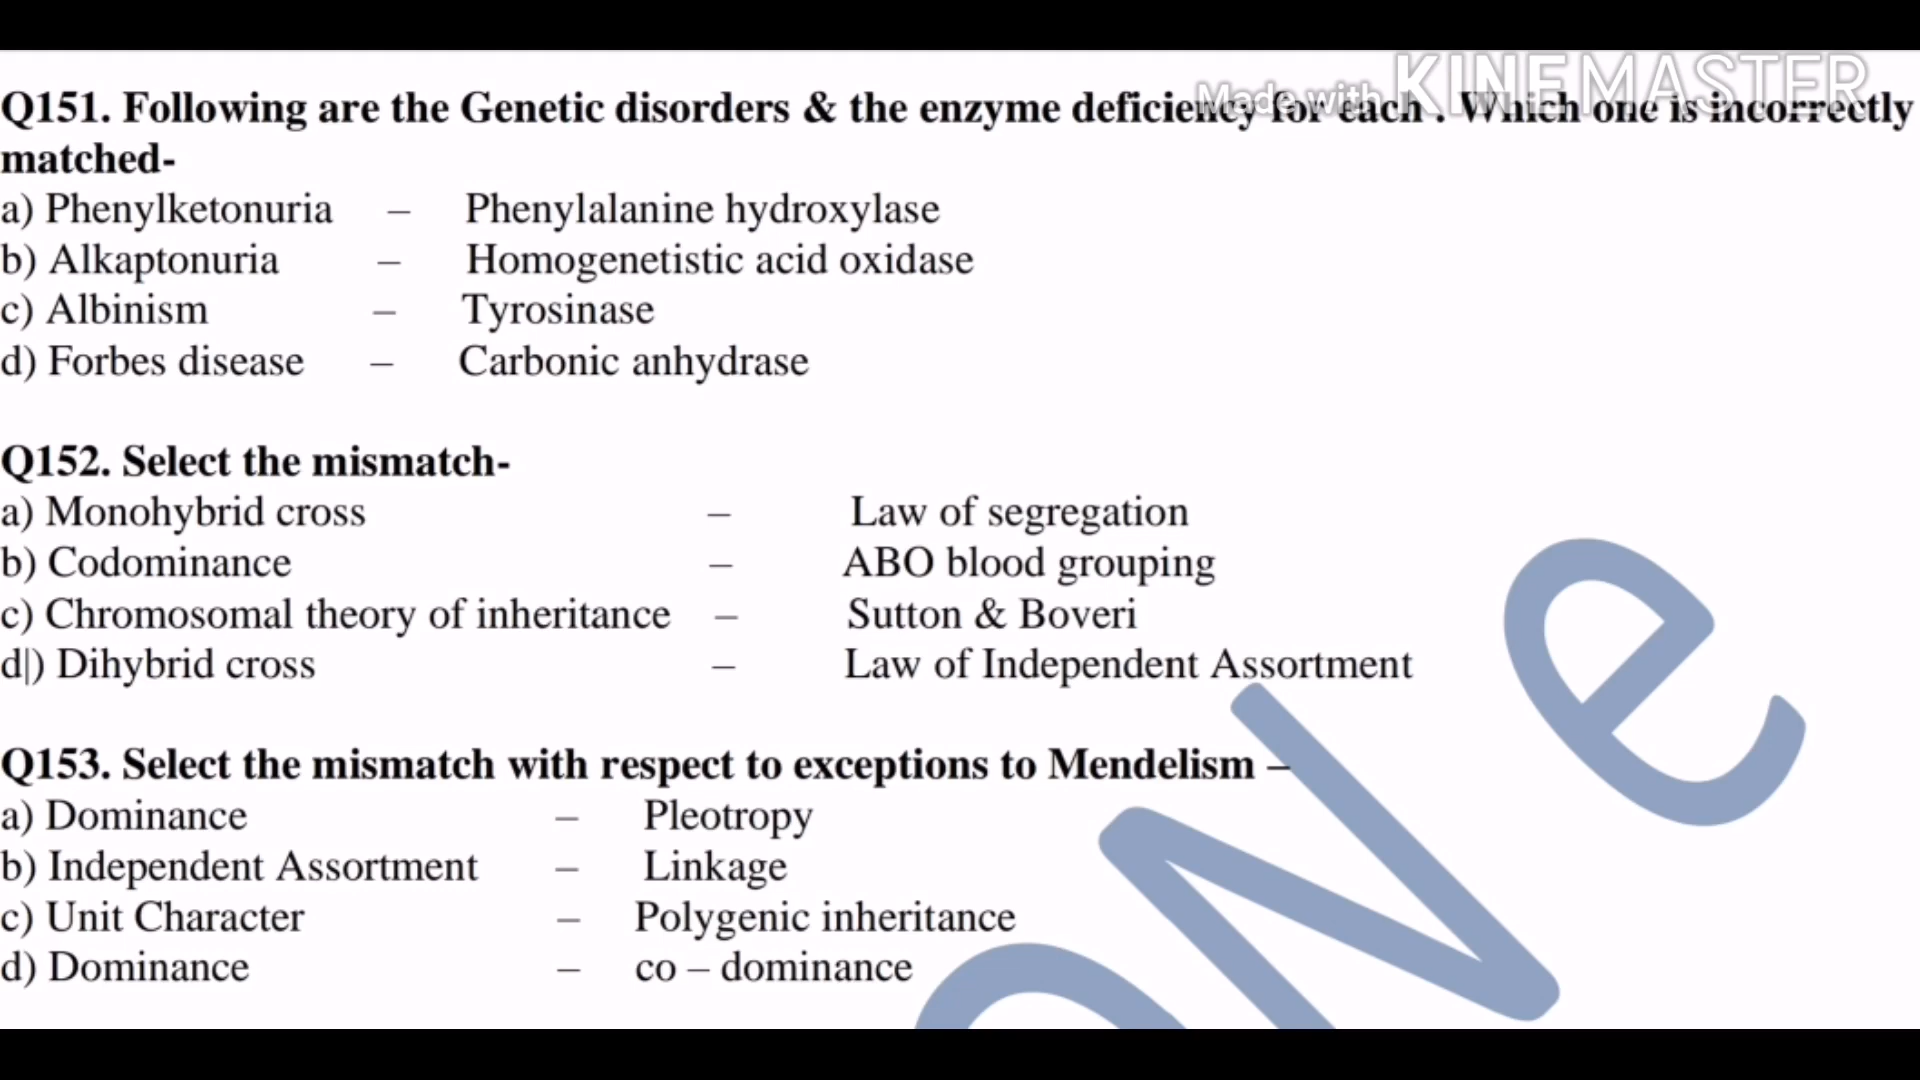 Made with KINEMASTER
Q151. Following are the Genetic disorders & the enzyme deficiency for each . Which one is incorrectly
matched-
a) Phenylketonuria – Phenylalanine hydroxylase
b) Alkaptonuria – Homogenetistic acid oxidase
c) Albinism – Tyrosinase
d) Forbes disease – Carbonic anhydrase
Q152. Select the mismatch-
a) Monohybrid cross – Law of segregation
b) Codominance – ABO blood grouping
c) Chromosomal theory of inheritance – Sutton & Boveri
d|) Dihybrid cross – Law of Independent Assortment
Q153. Select the mismatch with respect to exceptions to Mendelism –
a) Dominance – Pleotropy
b) Independent Assortment – Linkage
c) Unit Character – Polygenic inheritance
d) Dominance – co – dominance